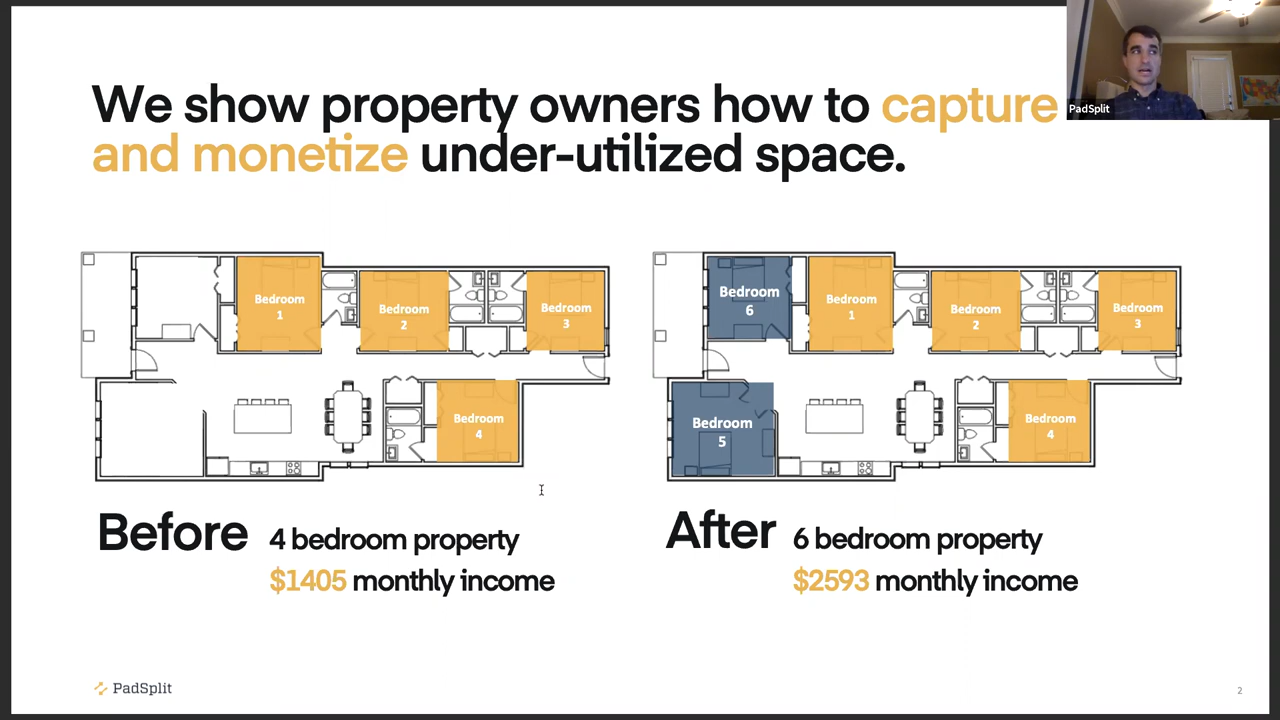 We show property owners how to capture
and monetize under-utilized space.
PadSplit
Bedroom
1
Bedroom
2
Bedroom
3
Bedroom
4
Bedroom
6
Bedroom
1
Bedroom
2
Bedroom
3
Bedroom
5
Bedroom
4
Before
4 bedroom property
$1405 monthly income
After
6 bedroom property
$2593 monthly income
PadSplit
2